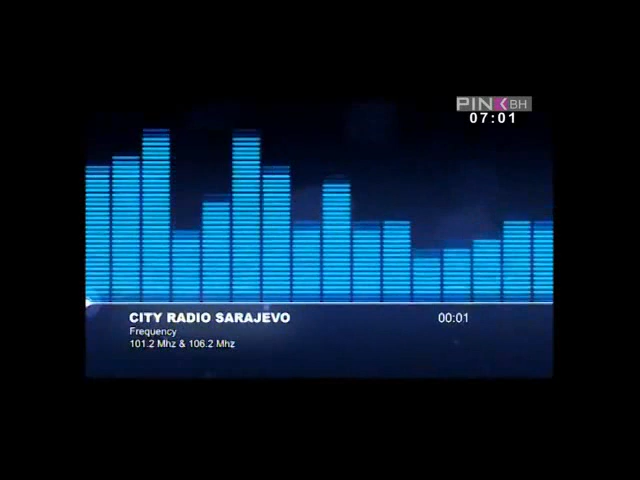 PINK BH
07:01
CITY RADIO SARAJEVO
00:01
Frequency
101.2 Mhz & 106.2 Mhz